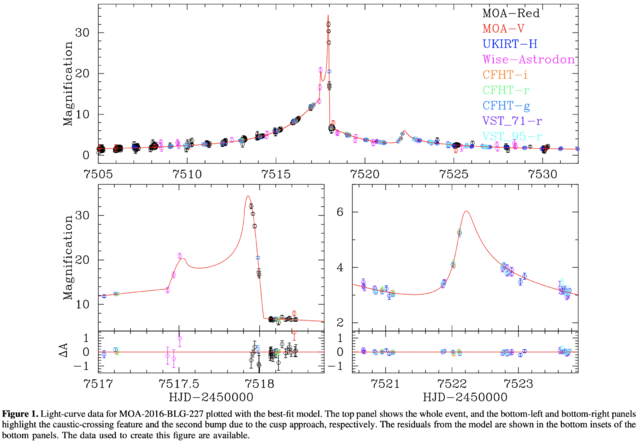 MOA-Red
MOA-V
UKIRT-H
Wise-Astrodon
CFHT-i
CFHT-r
CFHT-g
VST_71-r
VST_95-r
Magnification
30
20
10
0
7505
7510
7515
7520
7525
7530
Magnification
30
20
10
6
4
2
ΔA
1
0
-1
1
0
-1
7517
7517.5
7518
7521
7522
7523
HJD-2450000
HJD-2450000
Figure 1. Light-curve data for MOA-2016-BLG-227 plotted with the best-fit model. The top panel shows the whole event, and the bottom-left and bottom-right panels
highlight the caustic-crossing feature and the second bump due to the cusp approach, respectively. The residuals from the model are shown in the bottom insets of the
bottom panels. The data used to create this figure are available.